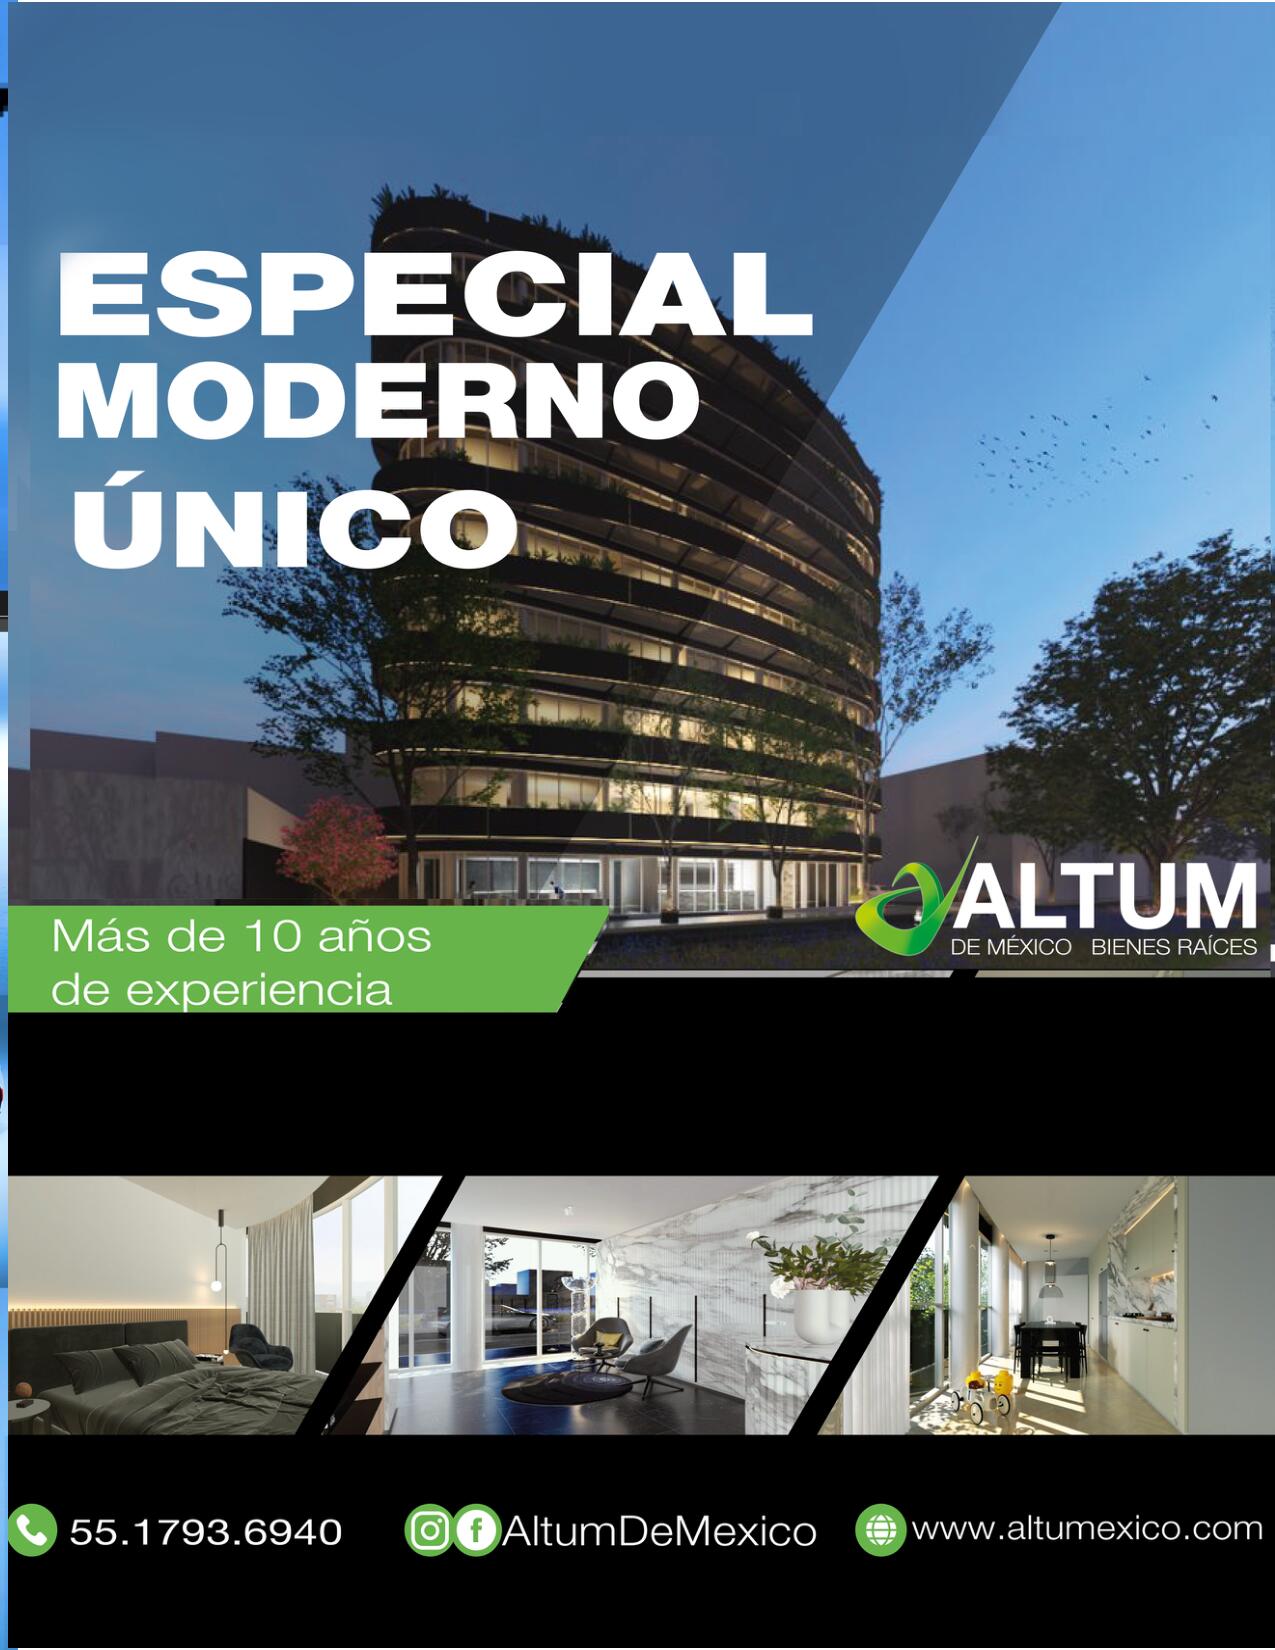 ESPECIAL
MODERNO
ÚNICO
ALTUM
DE MÉXICO BIENES RAÍCES
Más de 10 años
de experiencia
55.1793.6940
AltumDeMexico
www.altumexico.com